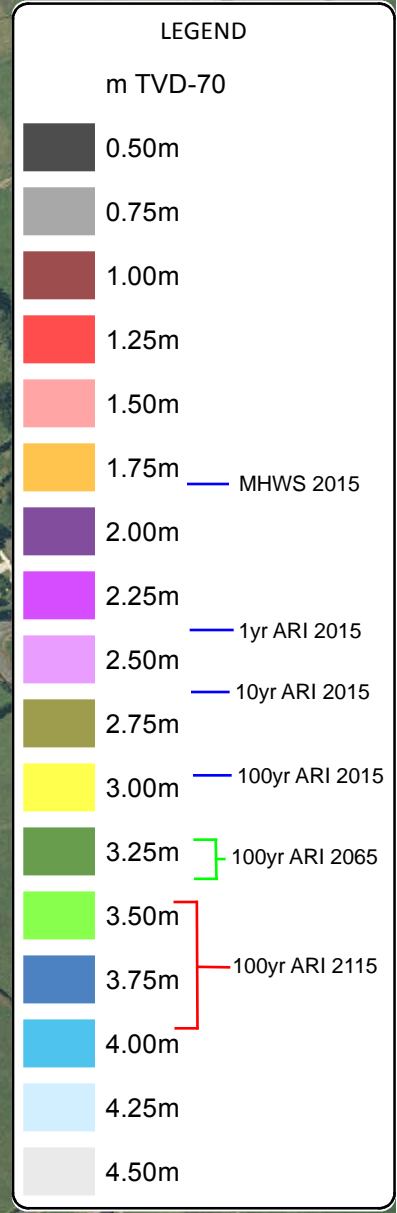 LEGEND
m TVD-70
0.50m
0.75m
1.00m
1.25m
1.50m
1.75m
MHWS 2015
2.00m
2.25m
1yr ARI 2015
2.50m
10yr ARI 2015
2.75m
100yr ARI 2015
3.00m
3.25m
100yr ARI 2065
3.50m
100yr ARI 2115
3.75m
4.00m
4.25m
4.50m